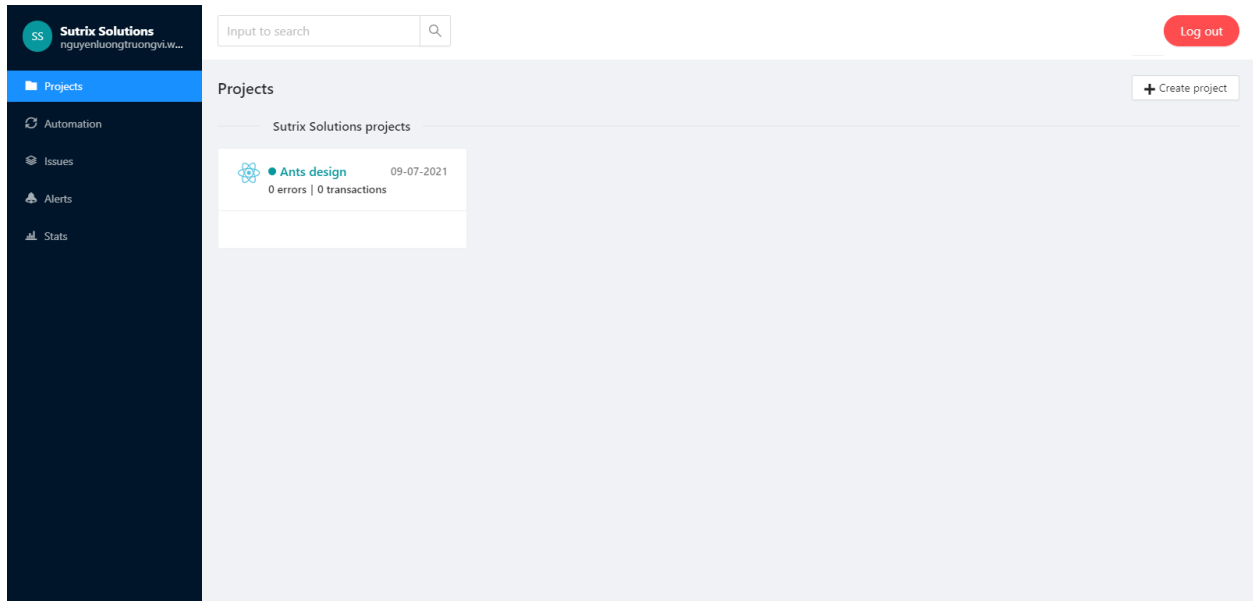 SS
Sutrix Solutions
nguyenluongtruongvi.w...
Input to search
Log out
Projects
Automation
Issues
Alerts
Stats
Projects
Create project
Sutrix Solutions projects
Ants design 09-07-2021
0 errors | 0 transactions